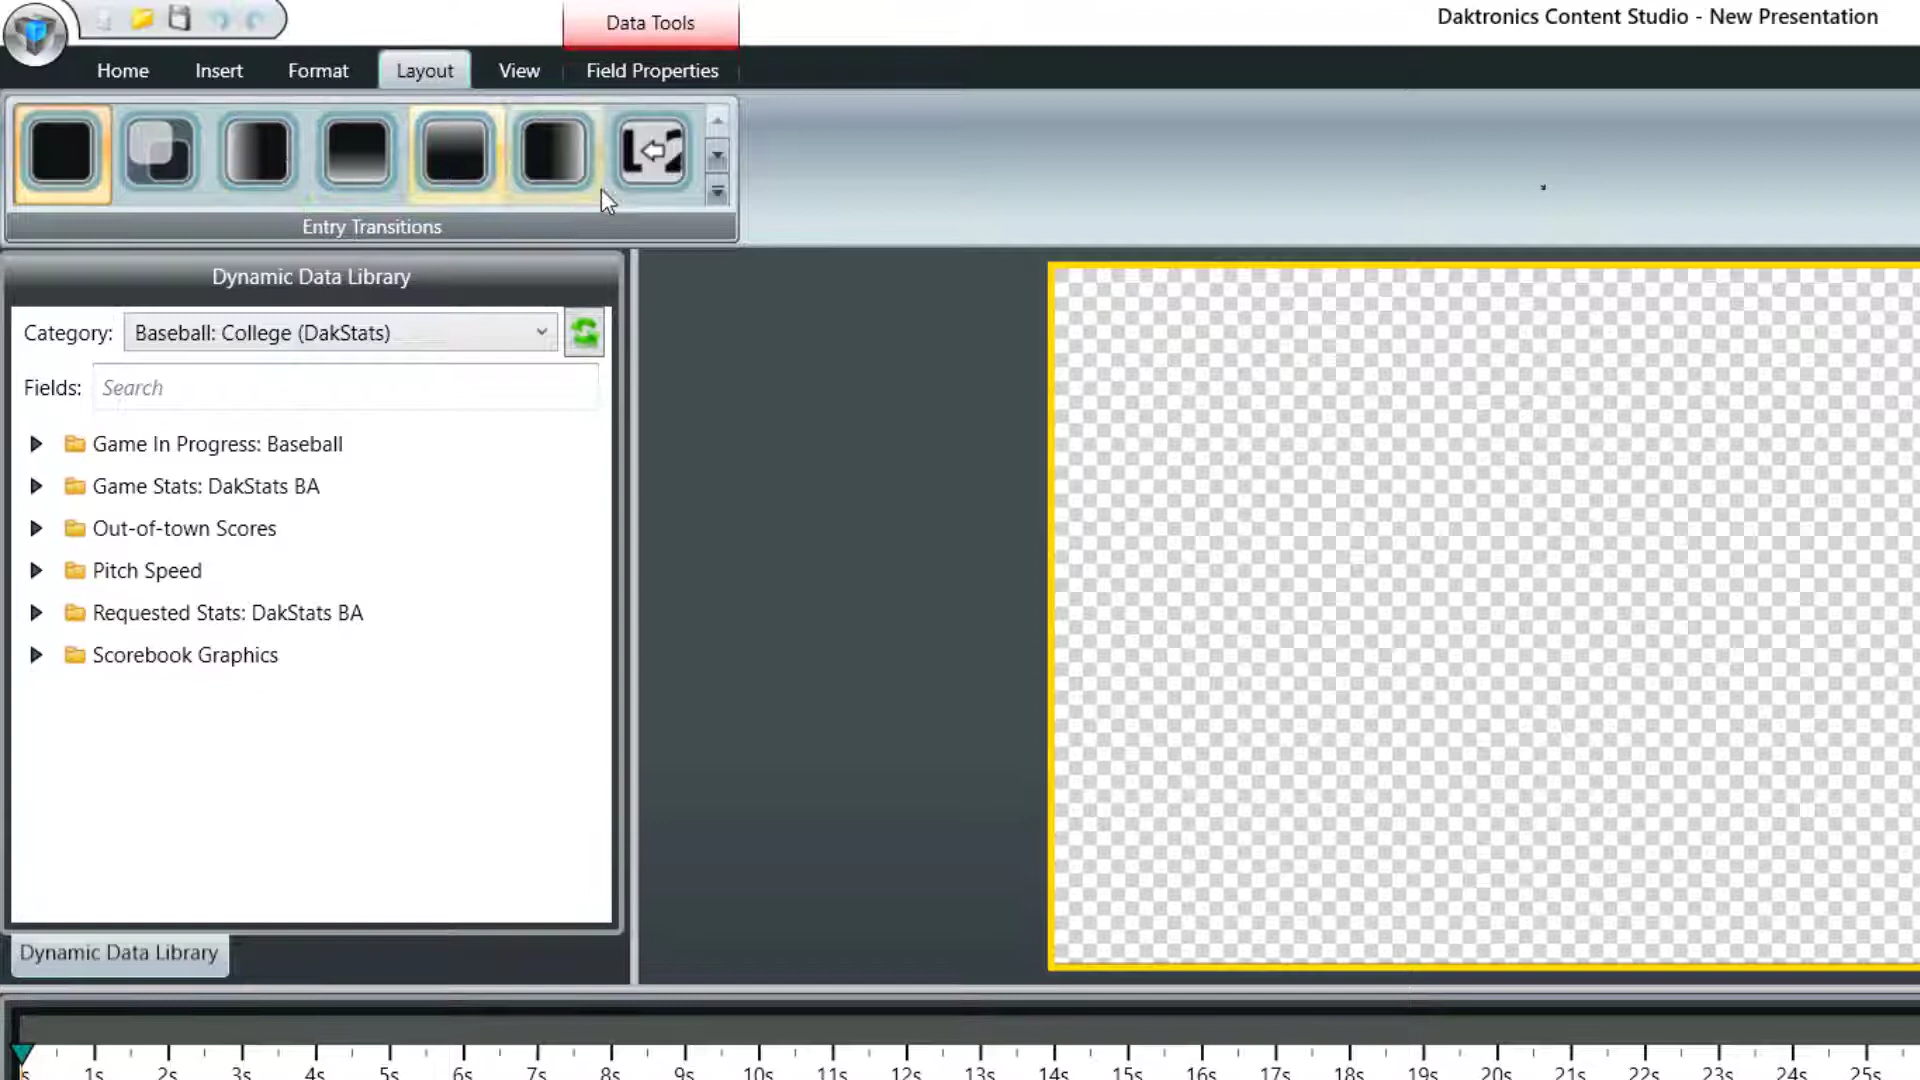 Data Tools
Daktronics Content Studio - New Presentation
Home Insert Format Layout View Field Properties
Entry Transitions
Dynamic Data Library
Category: Baseball: College (DakStats)
Fields: Search
Game In Progress: Baseball
Game Stats: DakStats BA
Out-of-town Scores
Pitch Speed
Requested Stats: DakStats BA
Scorebook Graphics
Dynamic Data Library
1s 2s 3s 4s 5s 6s 7s 8s 9s 10s 11s 12s 13s 14s 15s 16s 17s 18s 19s 20s 21s 22s 23s 24s 25s